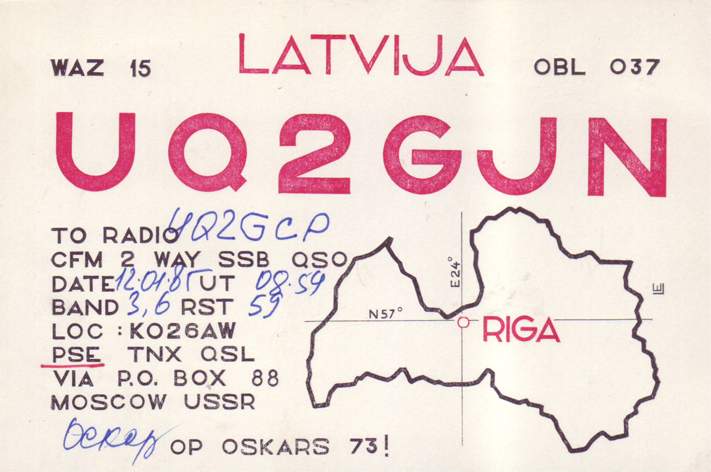 WAZ 15
LATVIJA
OBL 037
UQ2GJN
TO RADIO UQ2GCP
CFM 2 WAY SSB QSO
DATE 12.01.85 UT 08.59
BAND 3,6 RST 59
LOC : KO26AW
PSE TNX QSL
VIA P.O. BOX 88
MOSCOW USSR
Оскар OP OSKARS 73!
E24°
N57°
RIGA